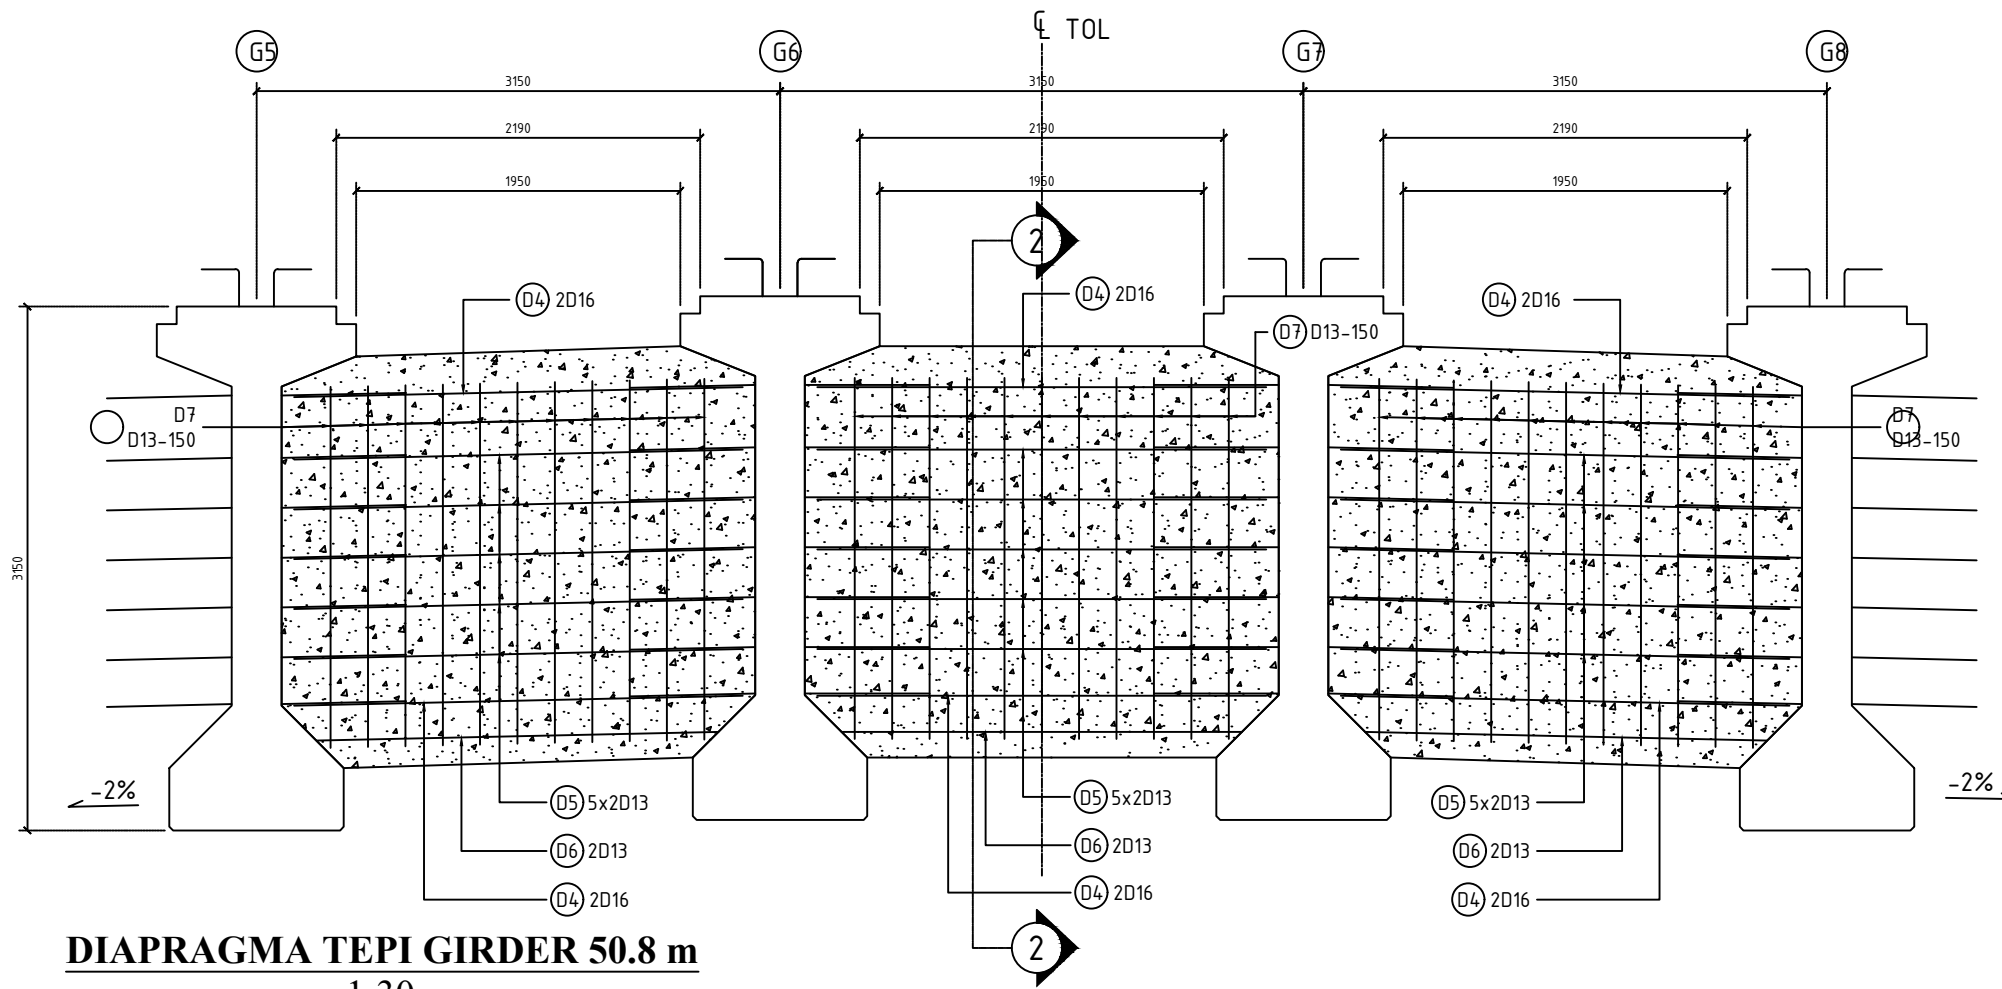 ℄ TOL
G5
G6
G7
G8
3150
3150
3150
2190
2190
2190
1950
1950
1950
2
D4 2D16
D4 2D16
D4 2D16
D7 D13-150
D7
D13-150
D7
D13-150
3150
-2%
-2%
D5 5x2D13
D5 5x2D13
D5 5x2D13
D6 2D13
D6 2D13
D6 2D13
D4 2D16
D4 2D16
D4 2D16
2
DIAPRAGMA TEPI GIRDER 50.8 m